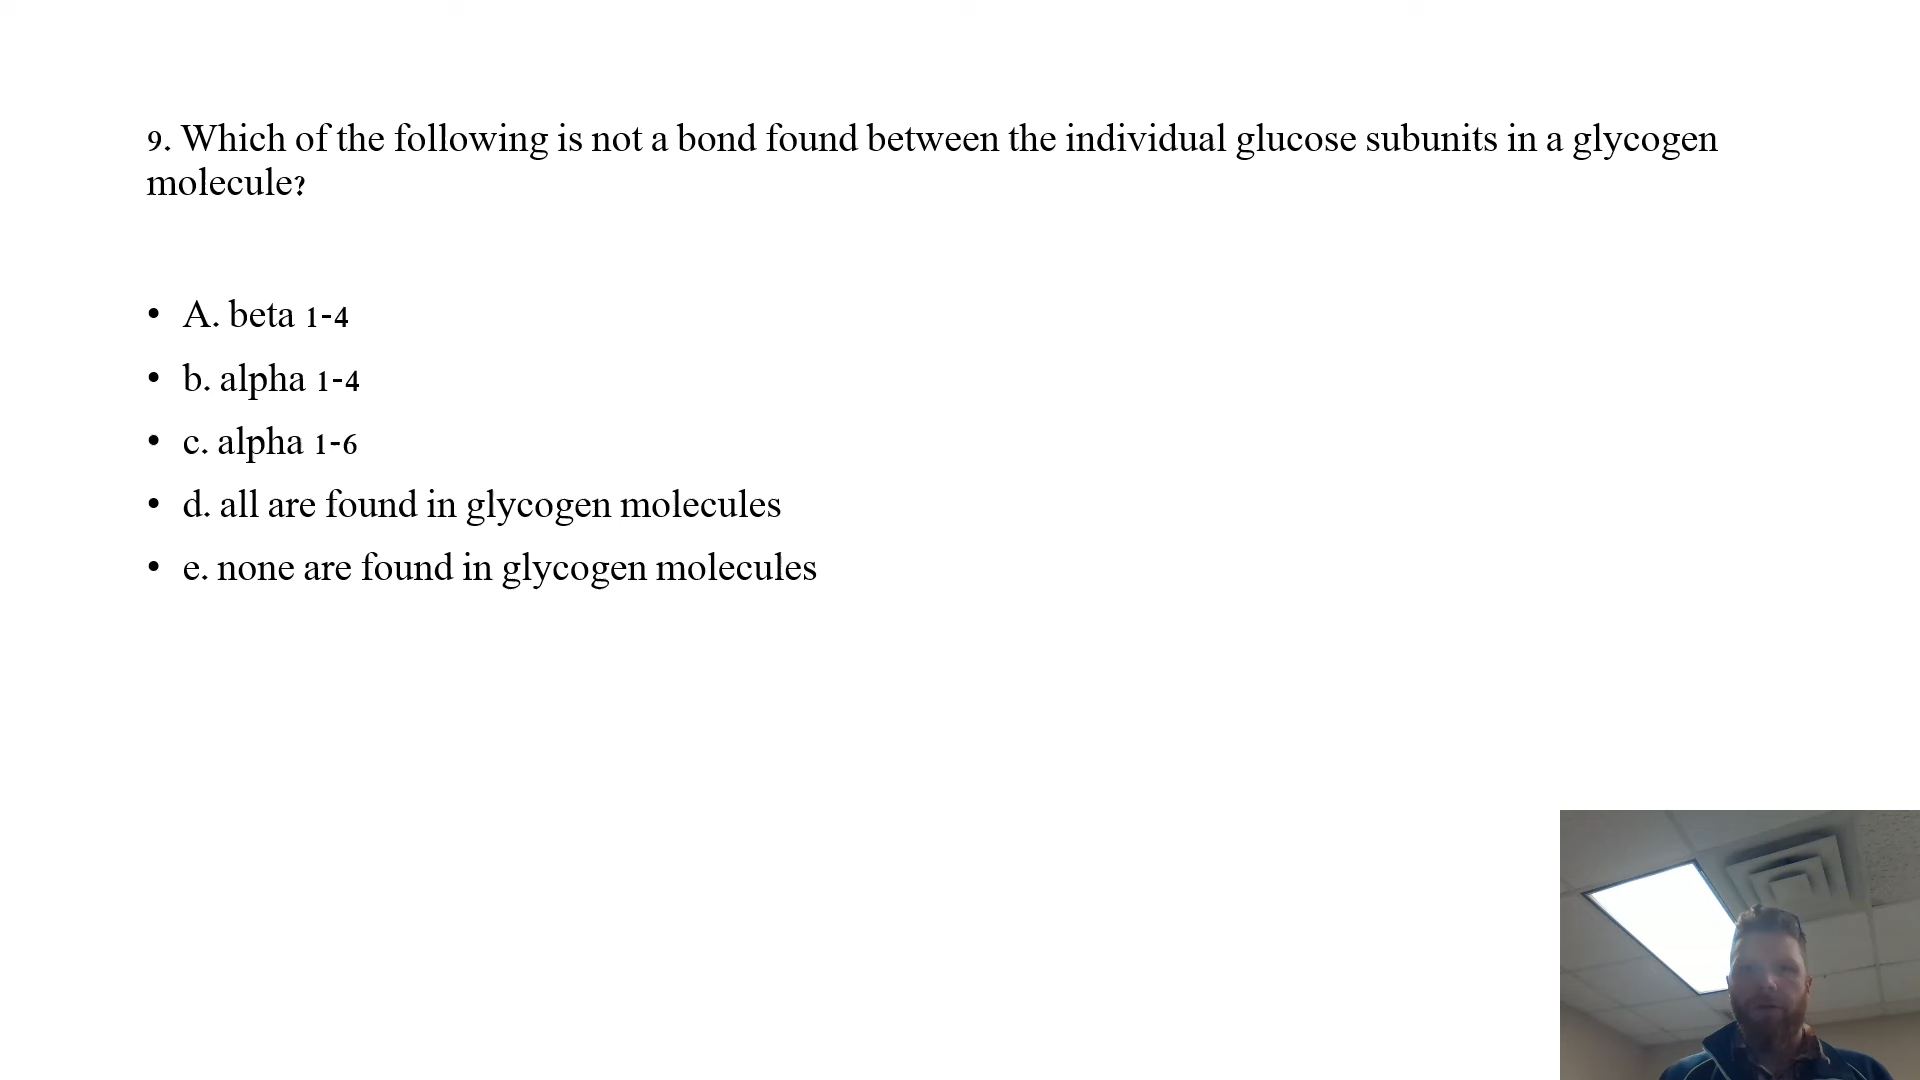 9. Which of the following is not a bond found between the individual glucose subunits in a glycogen
molecule?
• A. beta 1-4
• b. alpha 1-4
• c. alpha 1-6
• d. all are found in glycogen molecules
• e. none are found in glycogen molecules